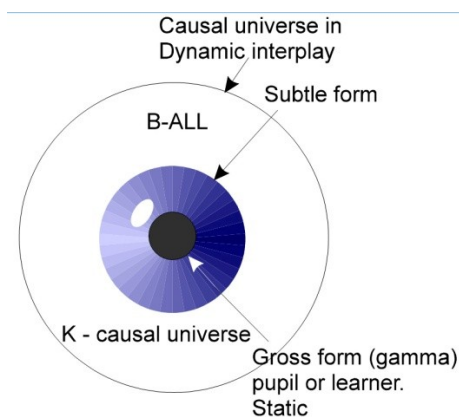 Causal universe in
Dynamic interplay
Subtle form
B-ALL
K - causal universe
Gross form (gamma)
pupil or learner.
Static